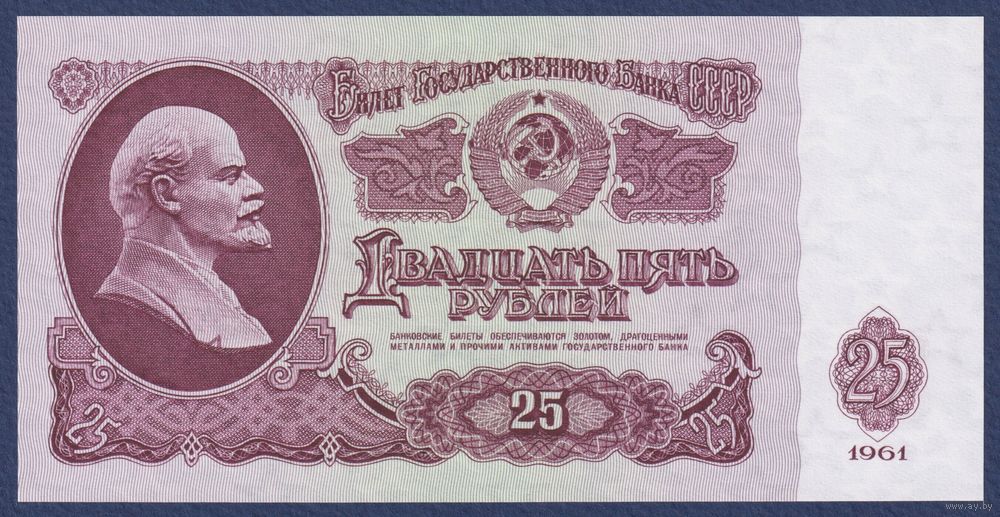 Билет Государственного Банка СССР
Двадцать пять
рублей
БАНКОВСКИЕ БИЛЕТЫ ОБЕСПЕЧИВАЮТСЯ ЗОЛОТОМ, ДРАГОЦЕННЫМИ
МЕТАЛЛАМИ И ПРОЧИМИ АКТИВАМИ ГОСУДАРСТВЕННОГО БАНКА
25
25
25
25
1961
www.ay.by